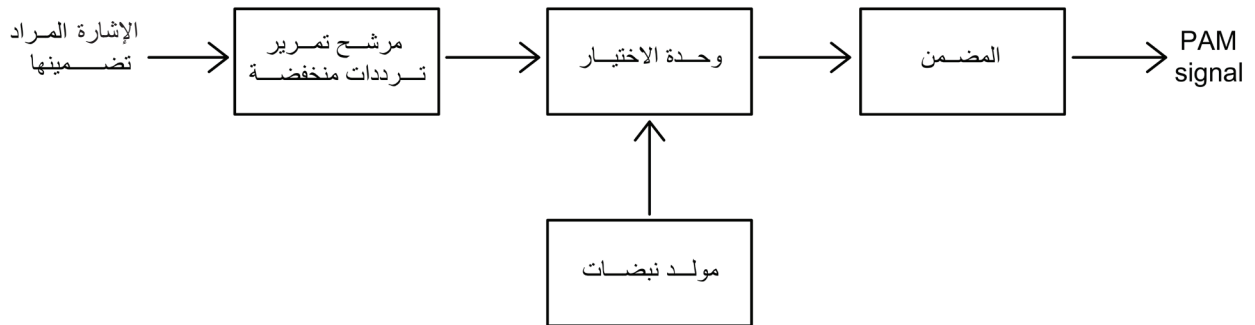 الإشارة المراد
تضمينها
مرشح تمرير
ترددات منخفضة
وحدة الاختيار
المضمن
PAM
signal
مولد نبضات